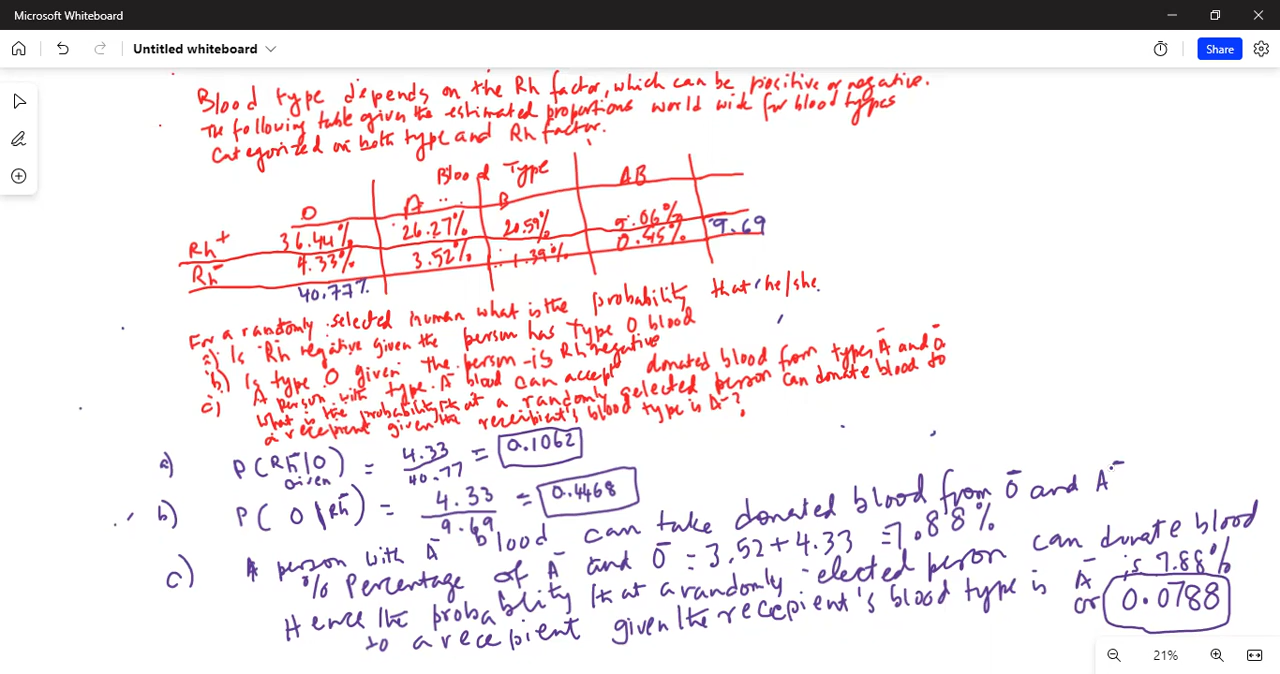 Microsoft Whiteboard
Untitled whiteboard
Share
Blood type depends on the Rh factor, which can be positive or negative.
The following table given the estimated proportions world wide for blood types
Categorized on both type and Rh factor.
Blood Type
O A B AB
Rh+ 36.44% 26.27% 20.59% 5.06%
Rh- 4.33% 3.52% 1.39% 0.45% 9.69
40.77%
For a randomly selected human what is the probability that he/she
a) Is Rh negative given the person has Type O blood
b) Is type O given the person is Rh negative
c) A person with type A- blood can accept donated blood from types A- and O-
What is the probability that a randomly selected person can donate blood to
a recepient given the recipient's blood type is A-?
a) P(Rh-|O) = 4.33/40.77 = 0.1062
Given
b) P(O|Rh-) = 4.33/9.69 = 0.4468
c) A person with A- blood can take donated blood from O- and A-
% Percentage of A- and O- = 3.52+4.33 = 7.88%
Hence the probability that a randomly selected person can donate blood
to a recepient given the recepient's blood type is A- is 7.88%
or 0.0788
21%